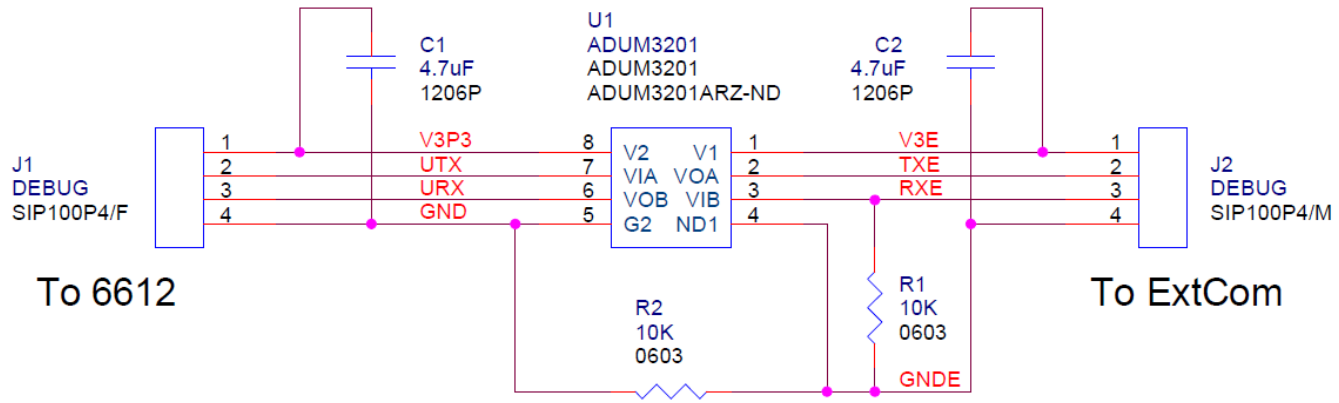 U1
ADUM3201
ADUM3201
ADUM3201ARZ-ND
C1
4.7uF
1206P
C2
4.7uF
1206P
J1
DEBUG
SIP100P4/F
1 V3P3 8 V2 V1 1 V3E 1
2 UTX 7 VIA VOA 2 TXE 2
3 URX 6 VOB VIB 3 RXE 3
4 GND 5 G2 ND1 4 4
J2
DEBUG
SIP100P4/M
To 6612
To ExtCom
R2
10K
0603
R1
10K
0603
GNDE